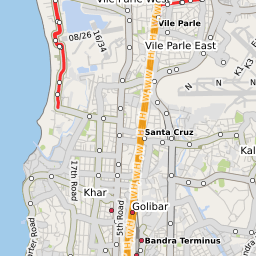 Vile Parle West
Vile Parle
Vile Parle East
08/26
16/34
K1
K3
Santa Cruz
Kal
17th Road
Khar
5th Road
Golibar
Bandra Terminus
rter Road